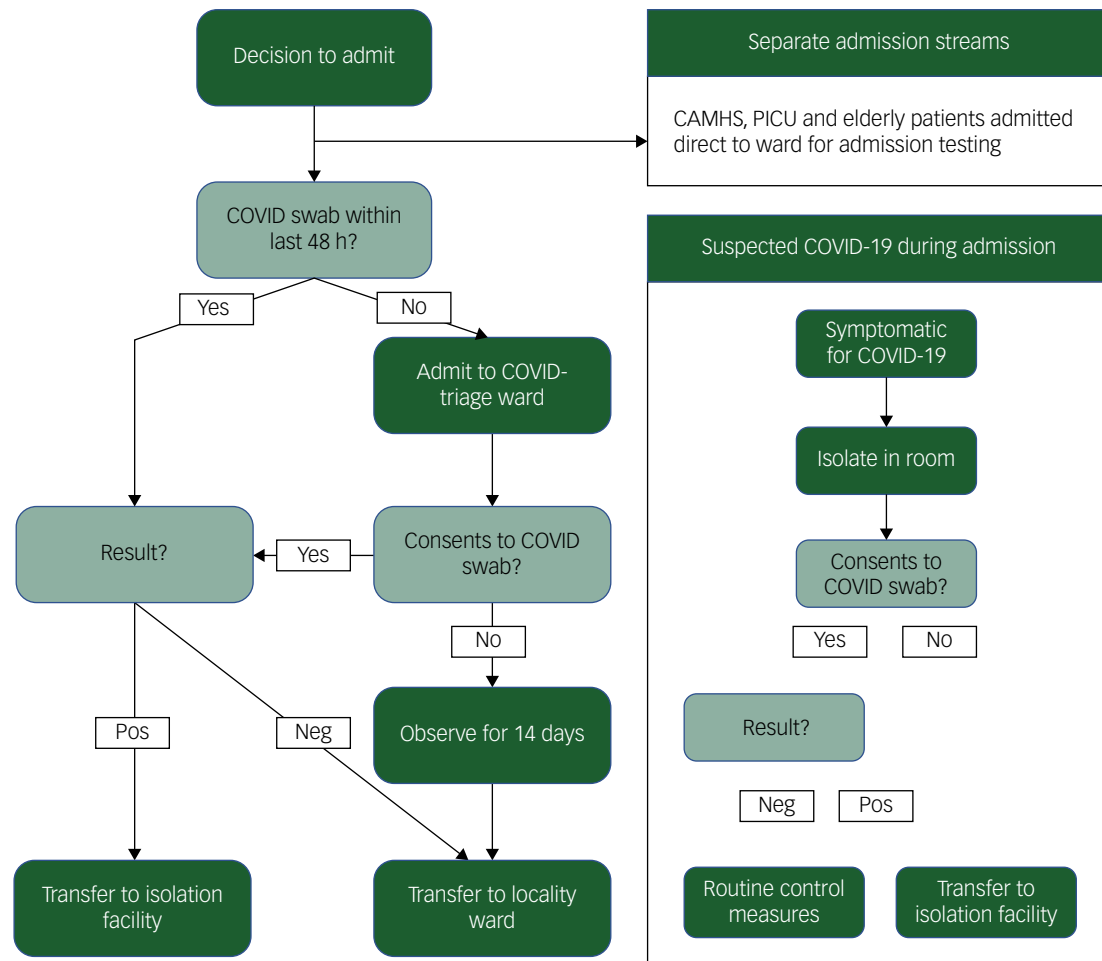 Decision to admit
Separate admission streams
CAMHS, PICU and elderly patients admitted
direct to ward for admission testing
COVID swab within
last 48 h?
Yes
No
Admit to COVID-
triage ward
Consents to COVID
swab?
Yes
Result?
No
Observe for 14 days
Pos
Neg
Transfer to isolation
facility
Transfer to locality
ward
Suspected COVID-19 during admission
Symptomatic
for COVID-19
Isolate in room
Consents to
COVID swab?
Yes
No
Result?
Neg
Pos
Routine control
measures
Transfer to
isolation facility